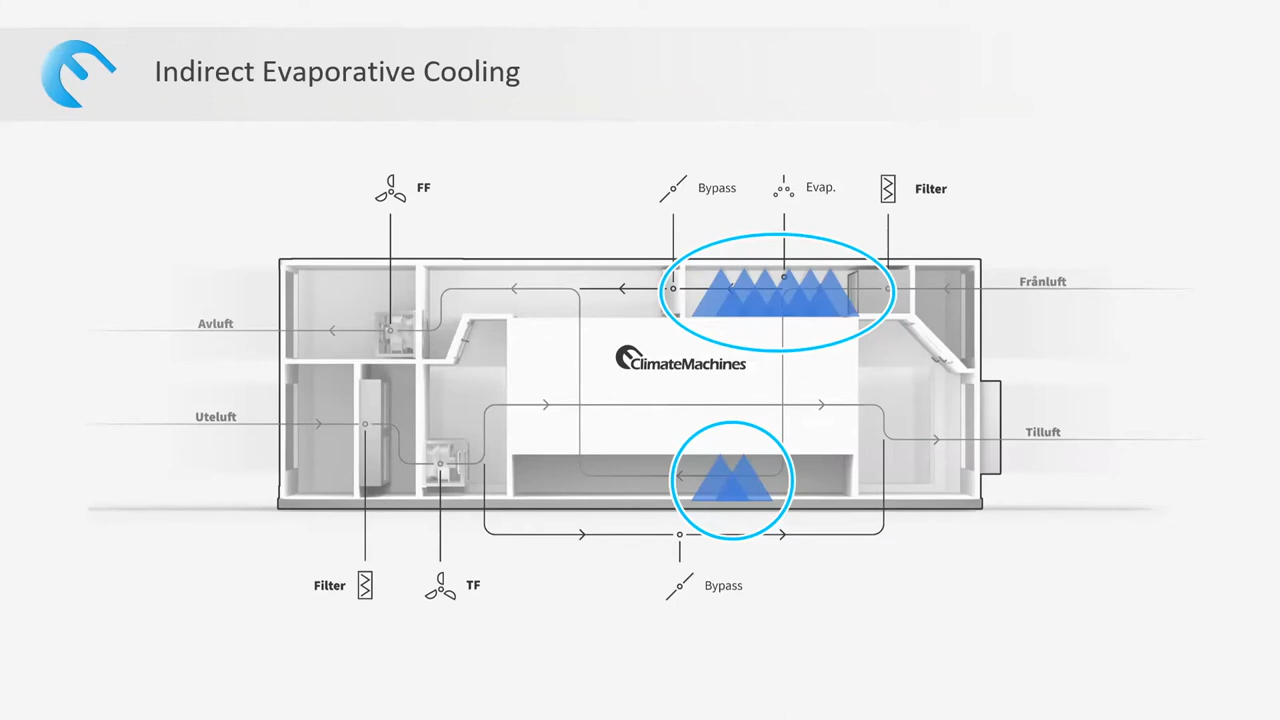 Indirect Evaporative Cooling
FF
Bypass
Evap.
Filter
Frånluft
Avluft
ClimateMachines
Uteluft
Tilluft
Filter
TF
Bypass